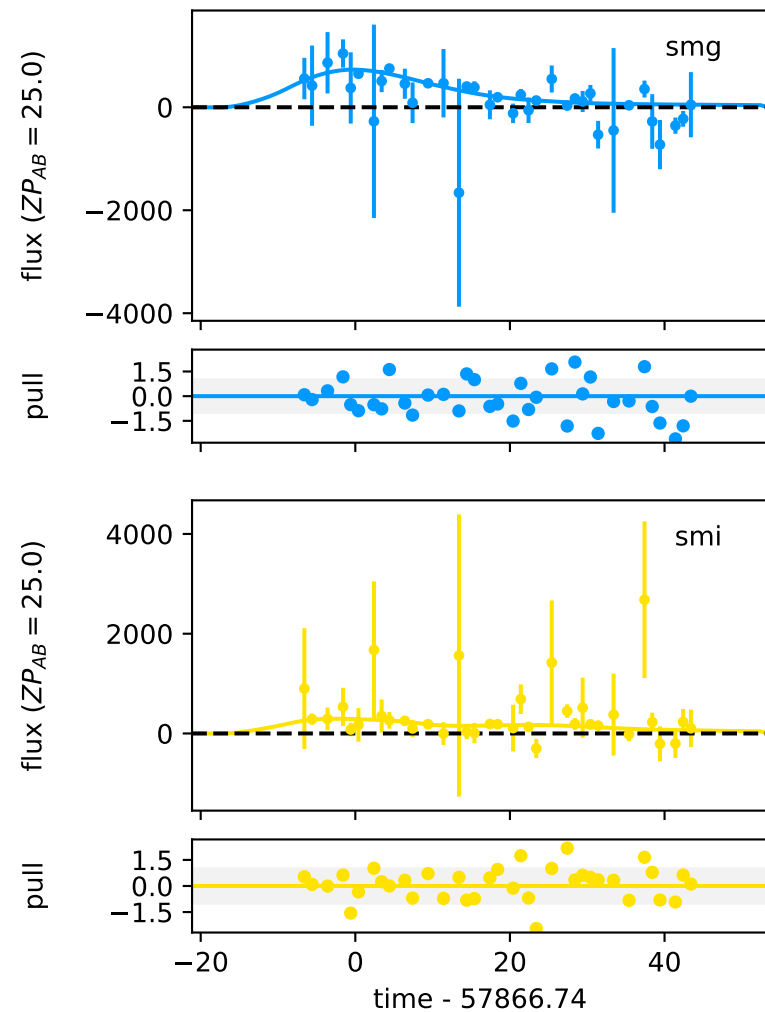 smg
flux (ZP_AB = 25.0)
0
−2000
−4000
pull
1.5
0.0
−1.5
smi
flux (ZP_AB = 25.0)
4000
2000
0
pull
1.5
0.0
−1.5
−20 0 20 40
time - 57866.74